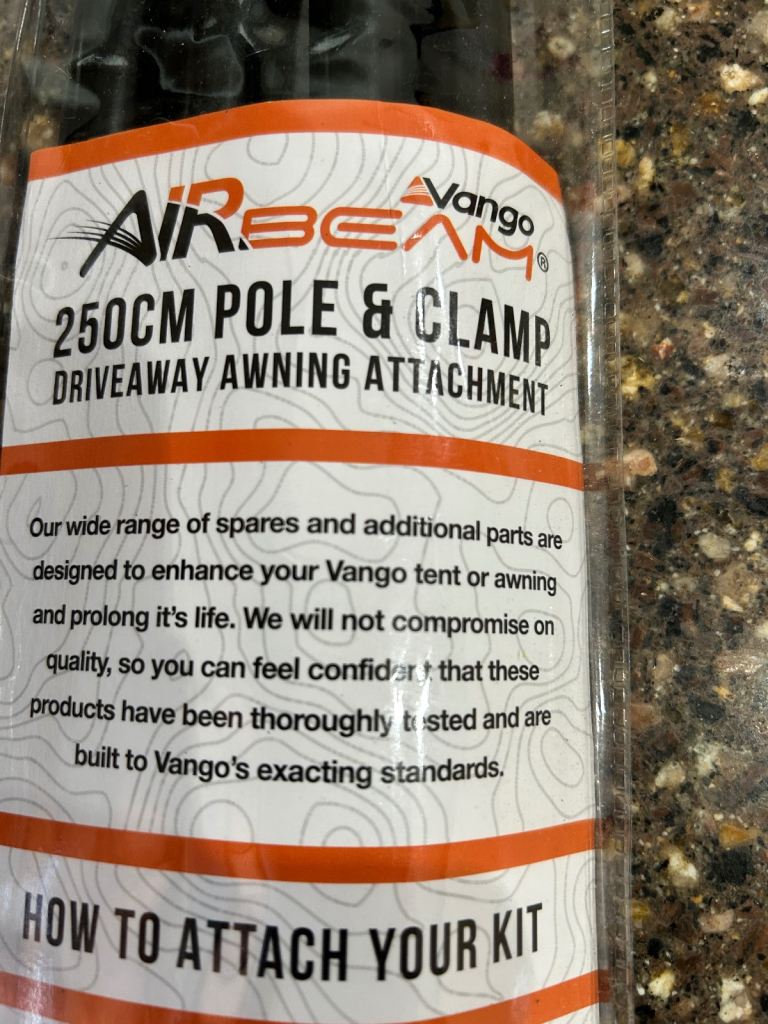 Vango
AIRBEAM®
250CM POLE & CLAMP
DRIVEAWAY AWNING ATTACHMENT
Our wide range of spares and additional parts are
designed to enhance your Vango tent or awning
and prolong it's life. We will not compromise on
quality, so you can feel confident that these
products have been thoroughly tested and are
built to Vango's exacting standards.
HOW TO ATTACH YOUR KIT